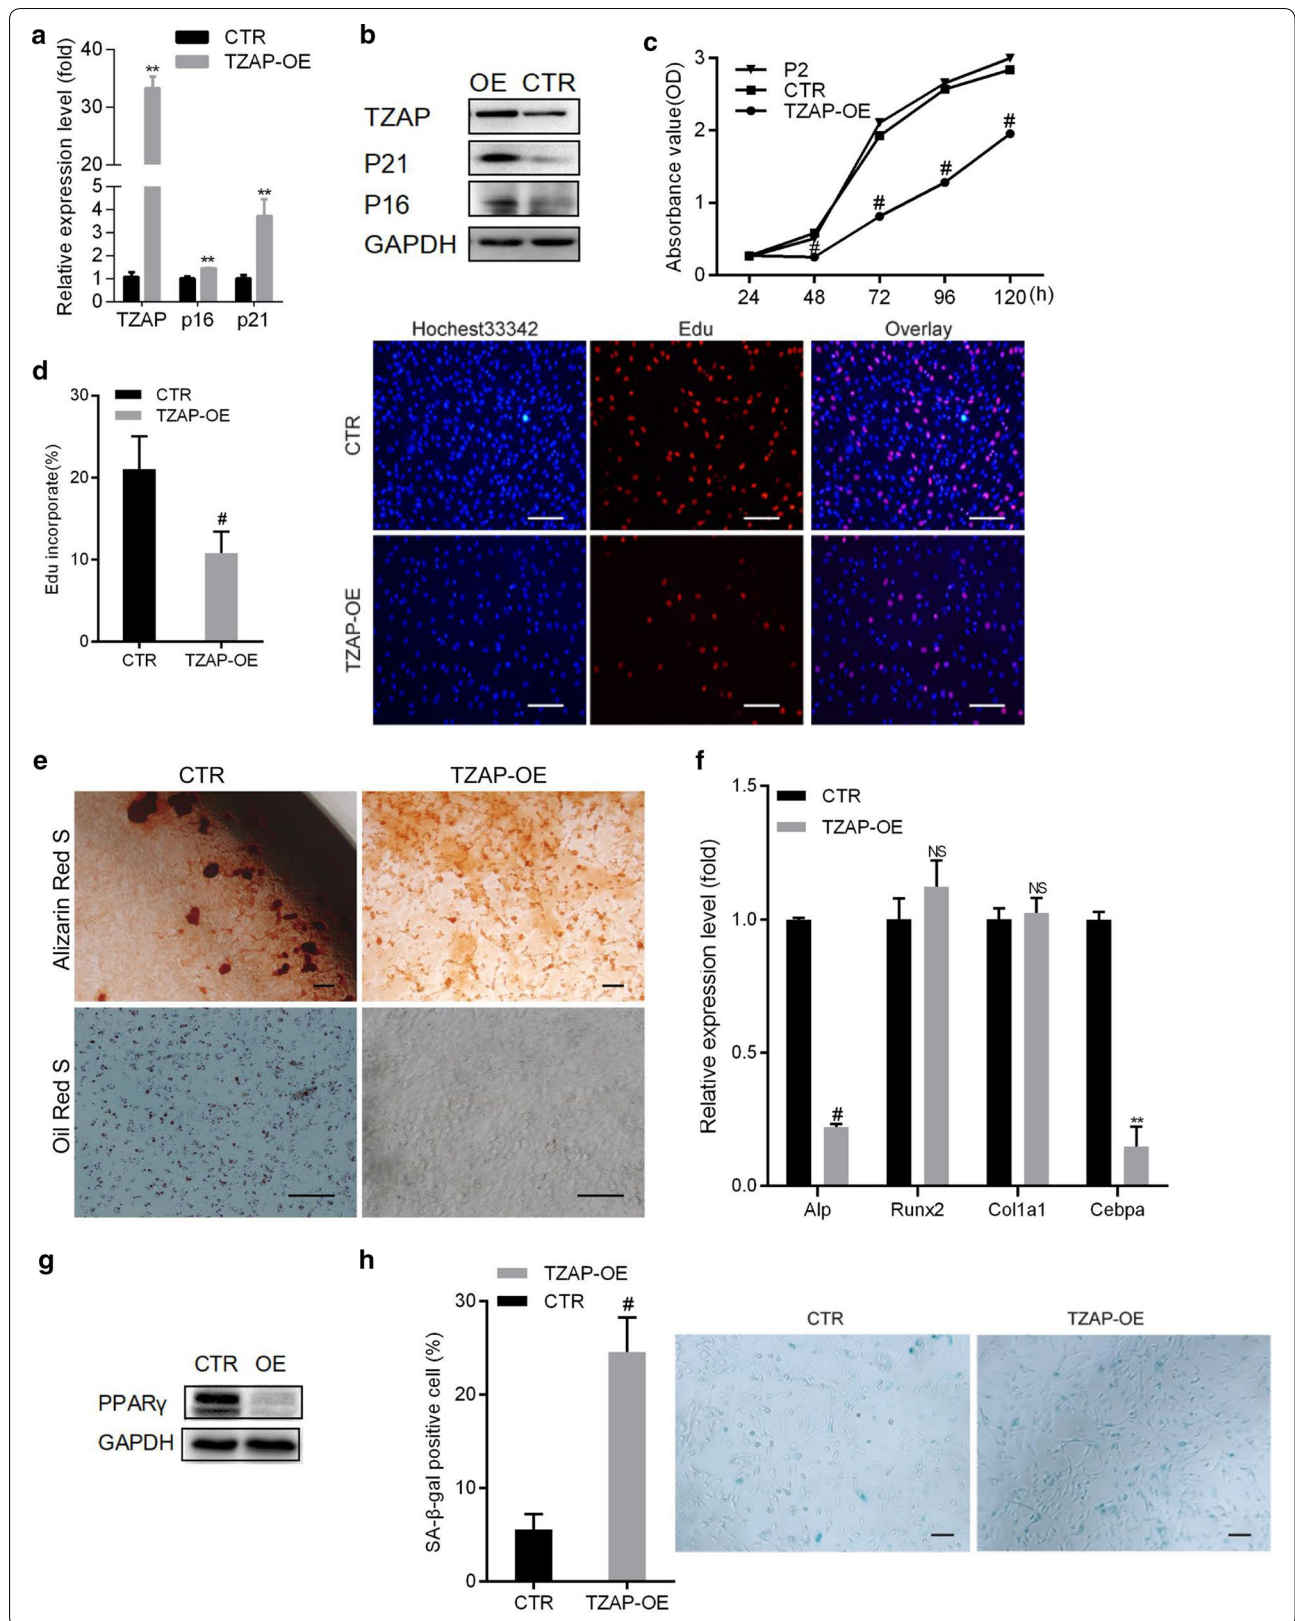 a
CTR
TZAP-OE
Relative expression level (fold)
40
30
20
5
4
3
2
1
0
**
**
**
TZAP p16 p21
b
OE CTR
TZAP
P21
P16
GAPDH
c
P2
CTR
TZAP-OE
Absorbance value(OD)
3
2
1
0
#
#
#
#
24 48 72 96 120 (h)
d
CTR
TZAP-OE
Edu incorporate(%)
30
20
10
0
#
CTR TZAP-OE
Hochest33342 Edu Overlay
CTR
TZAP-OE
e
CTR TZAP-OE
Alizarin Red S
Oil Red S
f
CTR
TZAP-OE
Relative expression level (fold)
1.5
1.0
0.5
0.0
#
NS
NS
**
Alp Runx2 Col1a1 Cebpa
g
CTR OE
PPARγ
GAPDH
h
TZAP-OE
CTR
SA-β-gal positive cell (%)
30
20
10
0
#
CTR TZAP-OE
CTR TZAP-OE